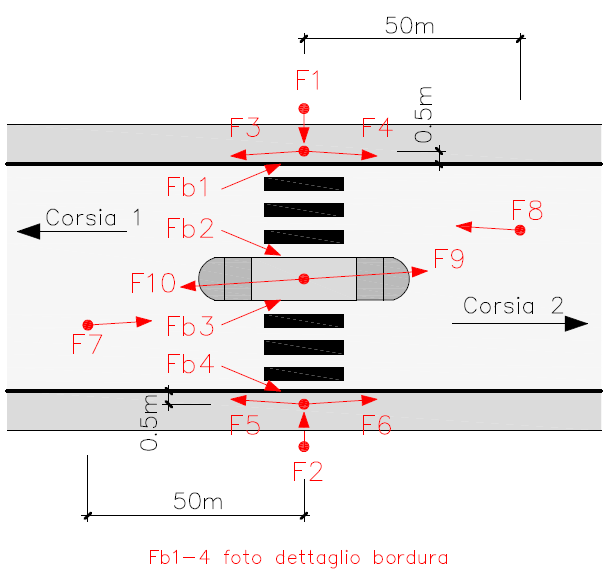 50m
F1
0.5m
F3
F4
Fb1
Corsia 1
Fb2
F8
F9
F10
Corsia 2
Fb3
F7
Fb4
0.5m
F5
F6
F2
50m
Fb1-4 foto dettaglio bordura